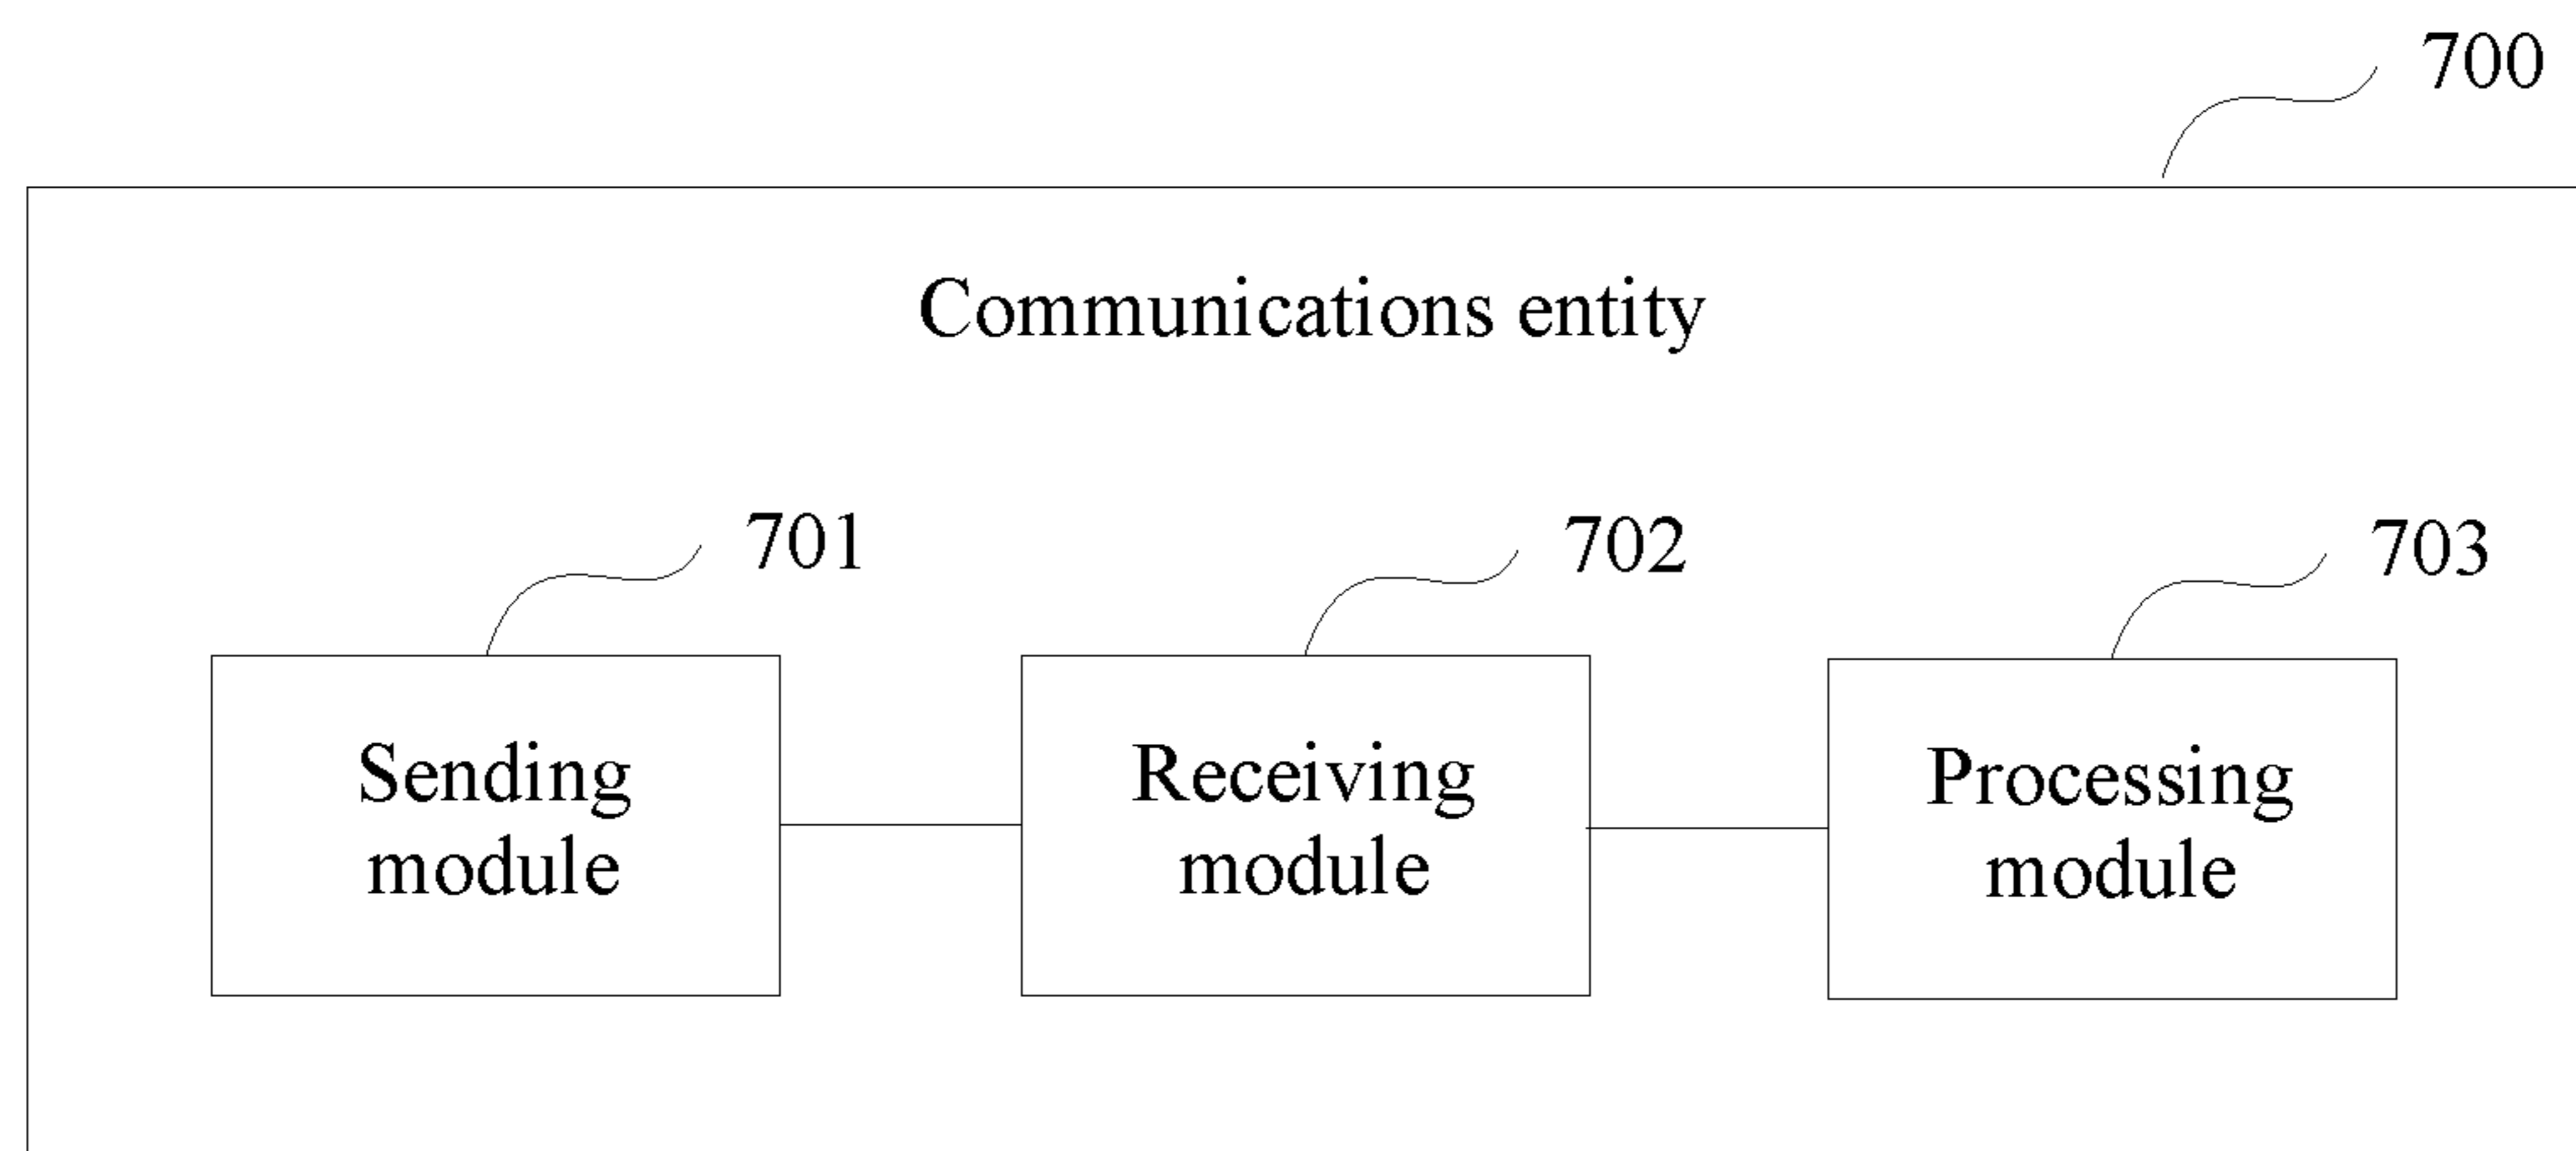 700
Communications entity
701
702
703
Sending
module
Receiving
module
Processing
module